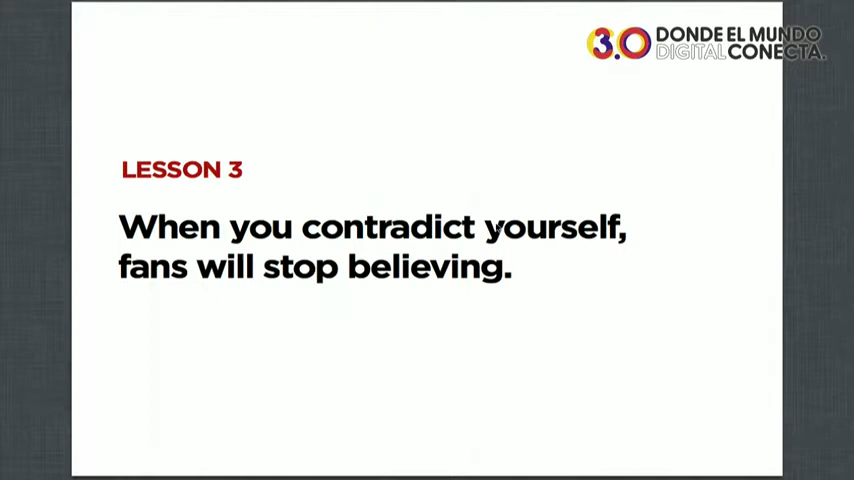 3.0 DONDE EL MUNDO
DIGITAL CONECTA.
LESSON 3
When you contradict yourself,
fans will stop believing.